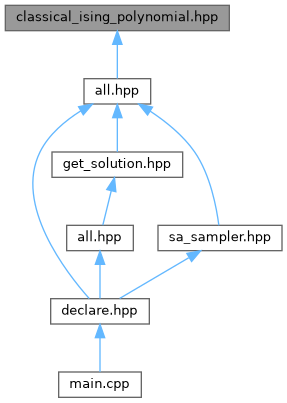 classical_ising_polynomial.hpp
all.hpp
get_solution.hpp
all.hpp
sa_sampler.hpp
declare.hpp
main.cpp